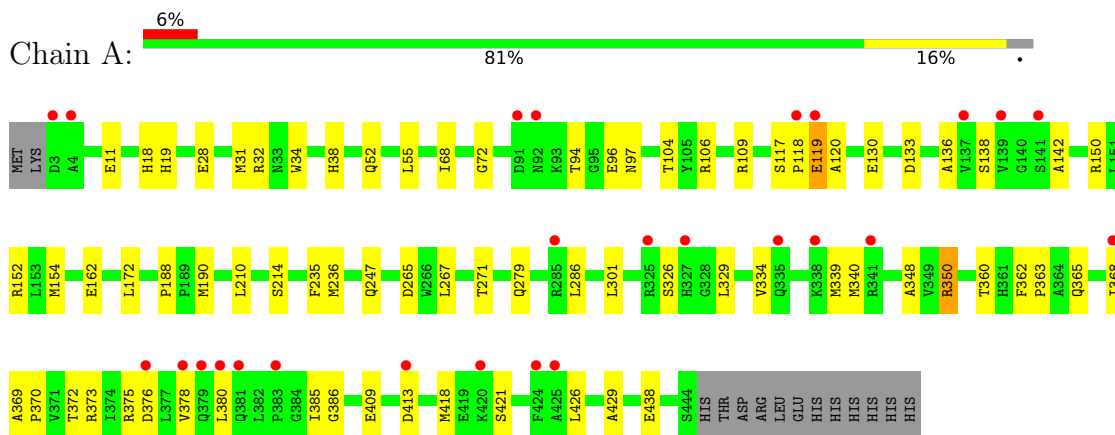 6%
Chain A:
81% 16% •
MET LYS D3 A4 E11 H18 H19 E28 M31 R32 N33 W34 H38 Q52 L55 I68 G72 D91 N92 K93 T94 G95 E96 N97 T104 Y105 R106 R109 S117 P118 E119 A120 E130 D133 A136 V137 S138 V139 G140 S141 A142 R150 L151
R152 L153 M154 E162 L172 P188 P189 M190 L210 S214 F235 M236 Q247 D265 W266 L267 T271 Q279 R285 L286 L301 R325 S326 H327 G328 L329 V334 Q335 K338 M339 M340 R341 A348 V349 R350 T360 H361 F362 P363 A364 Q365 I368
A369 P370 V371 T372 R373 I374 R375 D376 L377 V378 Q379 L380 Q381 L382 P383 G384 I385 G386 E409 D413 M418 E419 K420 S421 F424 A425 L426 A429 E438 S444 HIS THR ASP ARG LEU GLU HIS HIS HIS HIS HIS HIS